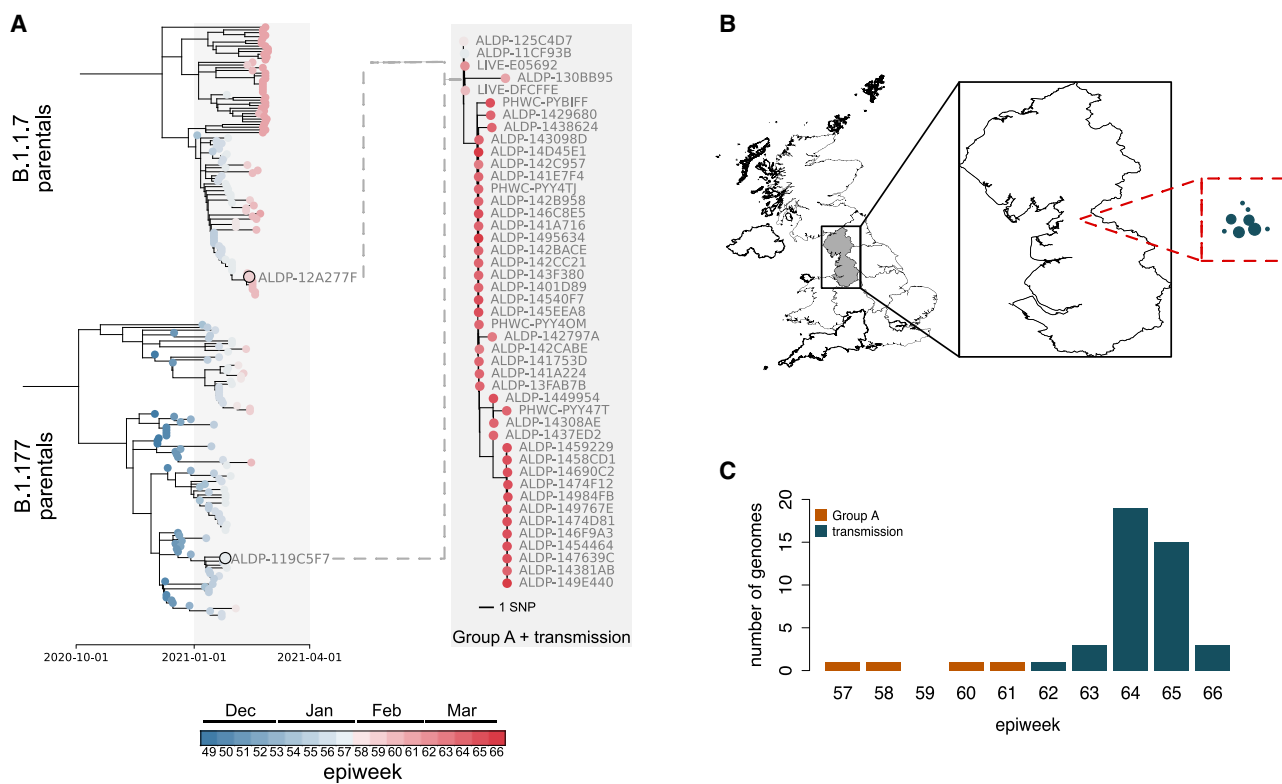 A
B.1.1.7
parentals
ALDP-12A277F
B.1.177
parentals
ALDP-119C5F7
2020-10-01
2021-01-01
2021-04-01
ALDP-125C4D7
ALDP-11CF93B
LIVE-E05692
ALDP-130BB95
LIVE-DFCFFE
PHWC-PYBIFF
ALDP-1429680
ALDP-1438624
ALDP-143098D
ALDP-14D45E1
ALDP-142C957
ALDP-141E7F4
PHWC-PYY4TJ
ALDP-142B958
ALDP-146C8E5
ALDP-141A716
ALDP-1495634
ALDP-142BACE
ALDP-142CC21
ALDP-143F380
ALDP-1401D89
ALDP-14540F7
ALDP-145EEA8
PHWC-PYY4OM
ALDP-142797A
ALDP-142CABE
ALDP-141753D
ALDP-141A224
ALDP-13FAB7B
ALDP-1449954
PHWC-PYY47T
ALDP-14308AE
ALDP-1437ED2
ALDP-1459229
ALDP-1458CD1
ALDP-14690C2
ALDP-1474F12
ALDP-14984FB
ALDP-149767E
ALDP-1474D81
ALDP-146F9A3
ALDP-1454464
ALDP-147639C
ALDP-14381AB
ALDP-149E440
1 SNP
Group A + transmission
Dec Jan Feb Mar
49 50 51 52 53 54 55 56 57 58 59 60 61 62 63 64 65 66
epiweek
B
C
number of genomes
20
15
10
5
0
Group A
transmission
57 58 59 60 61 62 63 64 65 66
epiweek